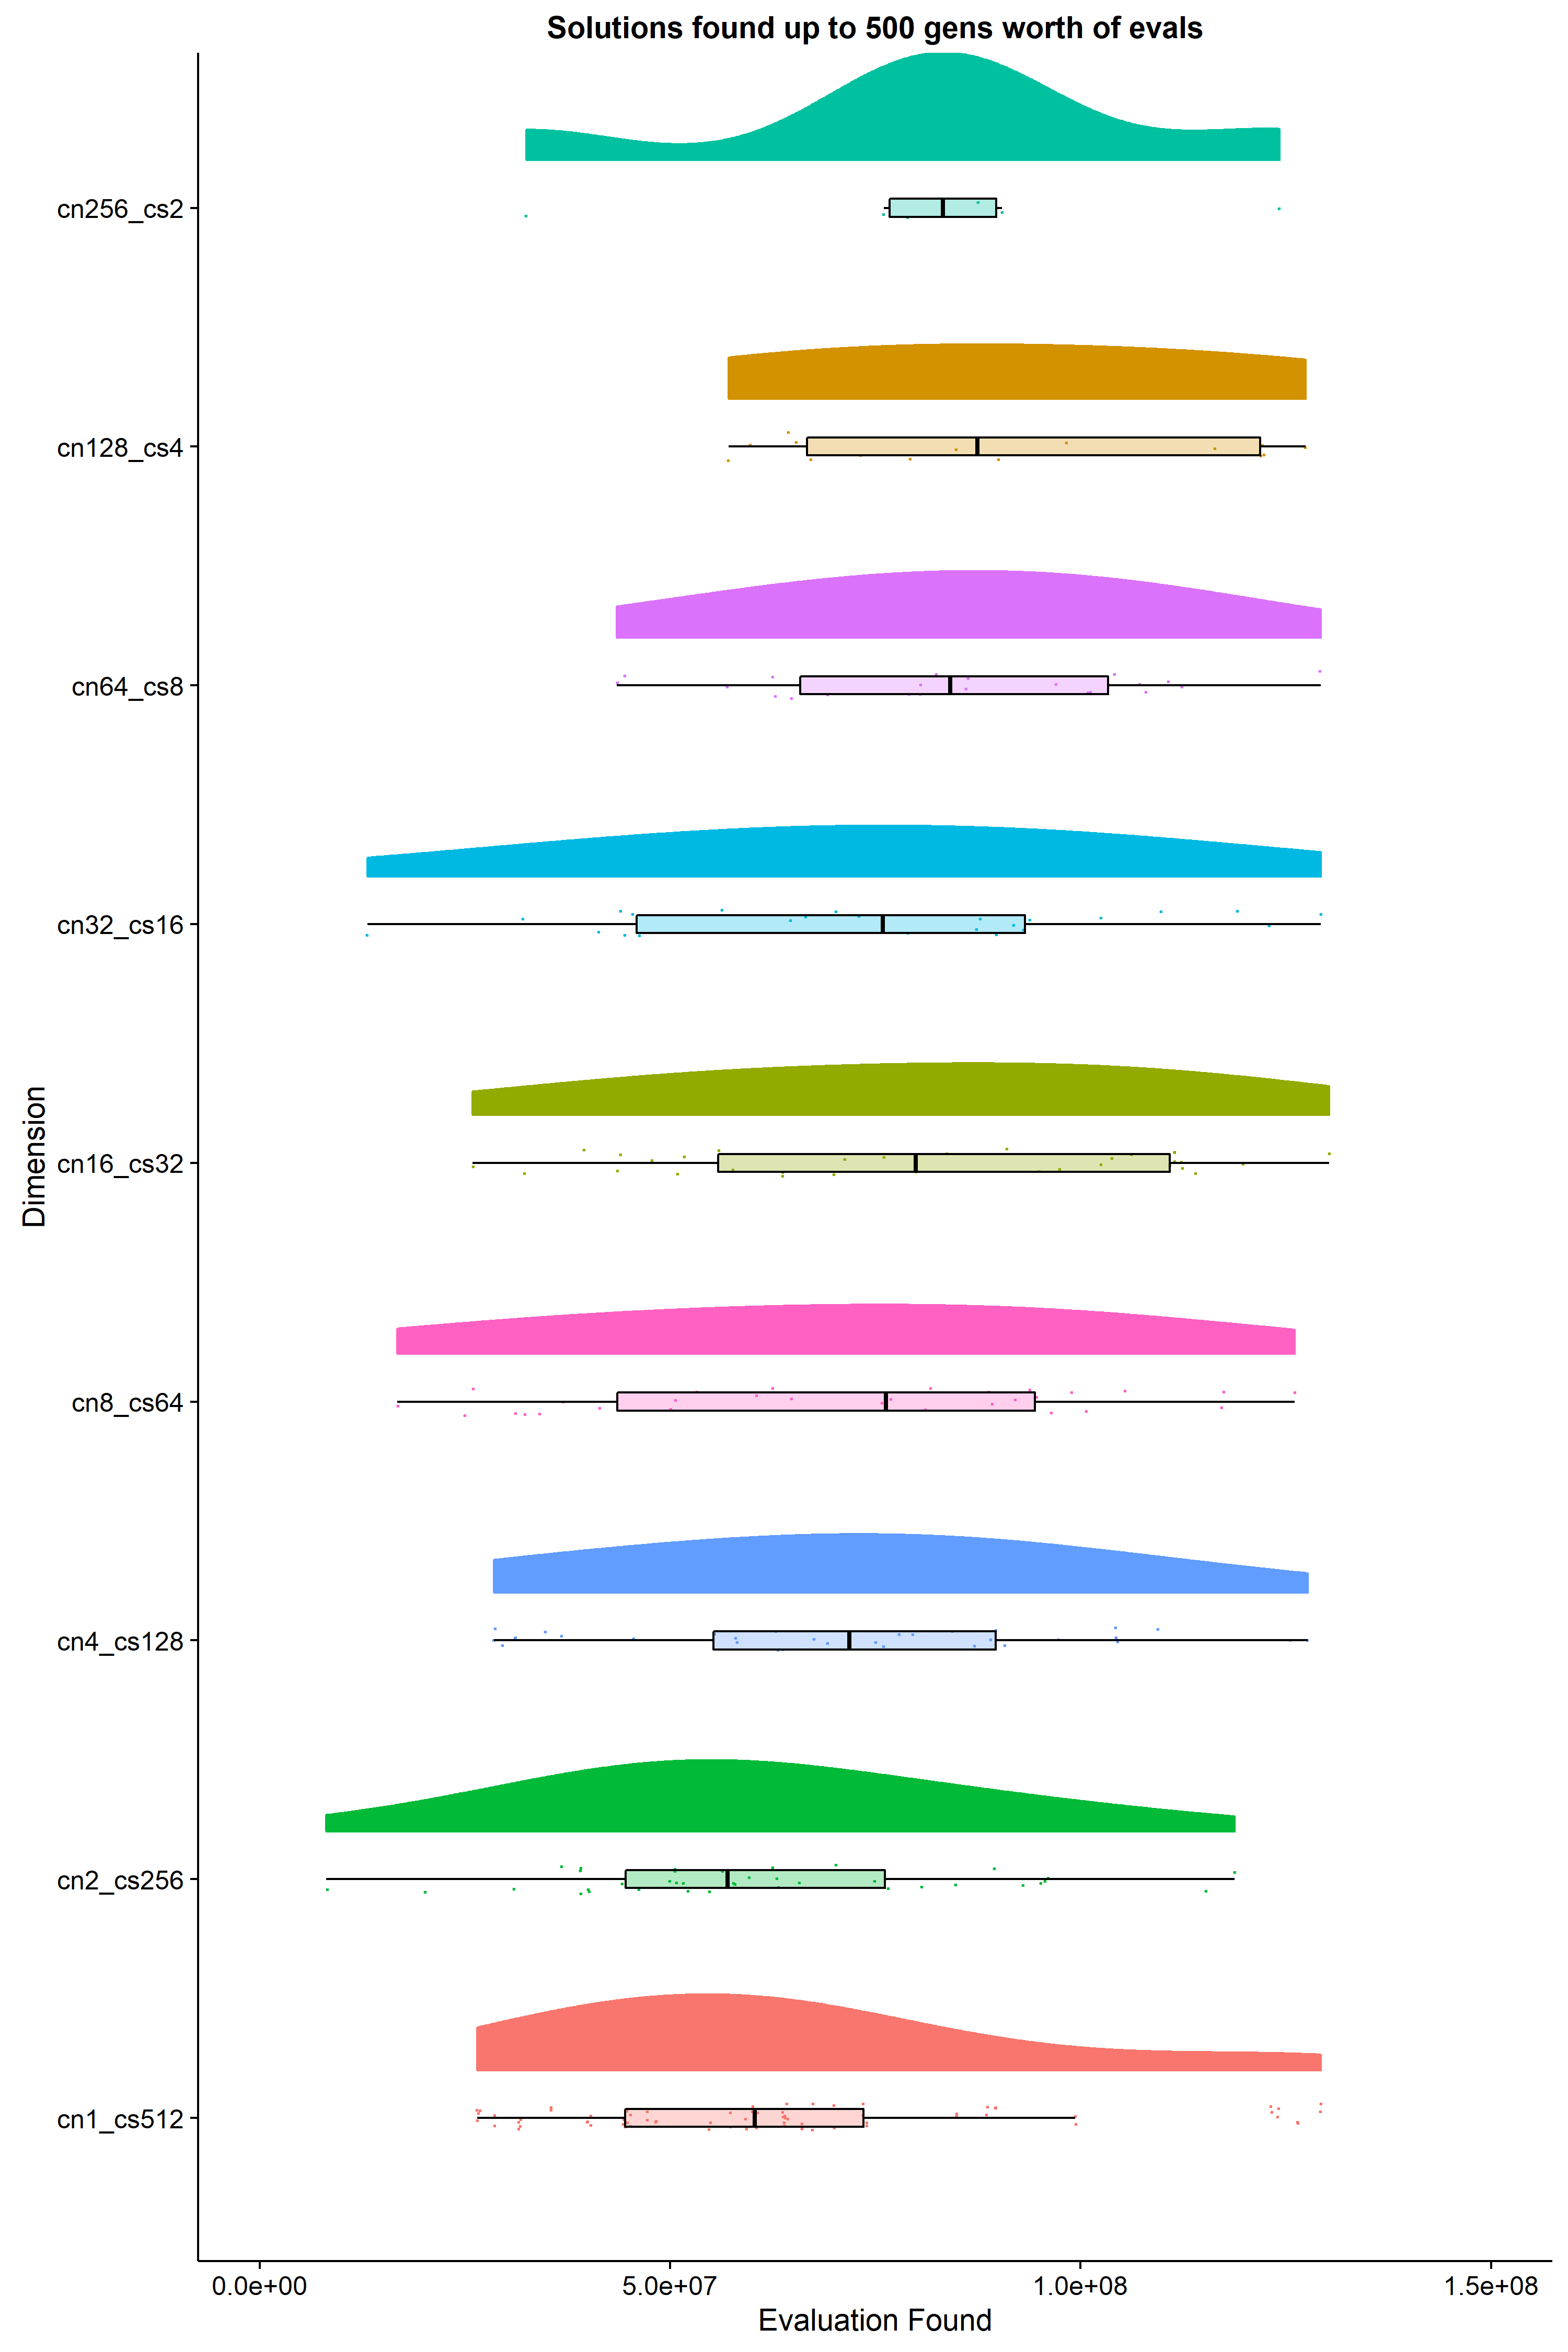 Solutions found up to 500 gens worth of evals
cn256_cs2
cn128_cs4
cn64_cs8
cn32_cs16
cn16_cs32
cn8_cs64
cn4_cs128
cn2_cs256
cn1_cs512
Dimension
0.0e+00 5.0e+07 1.0e+08 1.5e+08
Evaluation Found